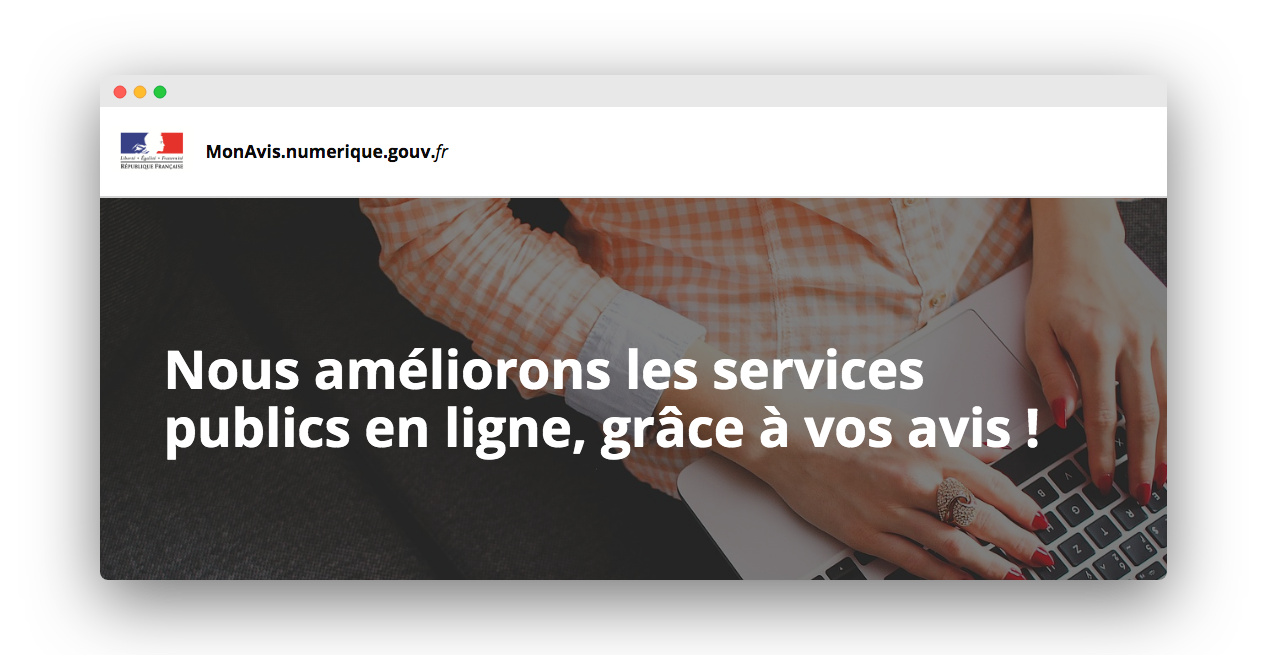 Liberté • Égalité • Fraternité
RÉPUBLIQUE FRANÇAISE
MonAvis.numerique.gouv.fr
Nous améliorons les services
publics en ligne, grâce à vos avis !